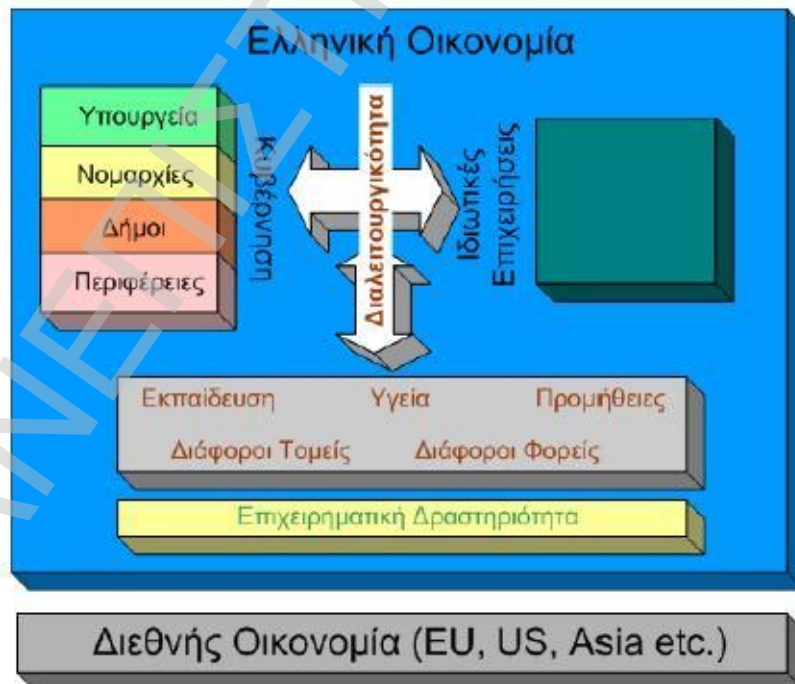 Ελληνική Οικονομία
Υπουργεία
Νομαρχίες
Δήμοι
Περιφέρειες
Κυβέρνηση
Διαλειτουργικότητα
Ιδιωτικές
Επιχειρήσεις
Εκπαίδευση Υγεία Προμήθειες
Διάφοροι Τομείς Διάφοροι Φορείς
Επιχειρηματική Δραστηριότητα
Διεθνής Οικονομία (EU, US, Asia etc.)